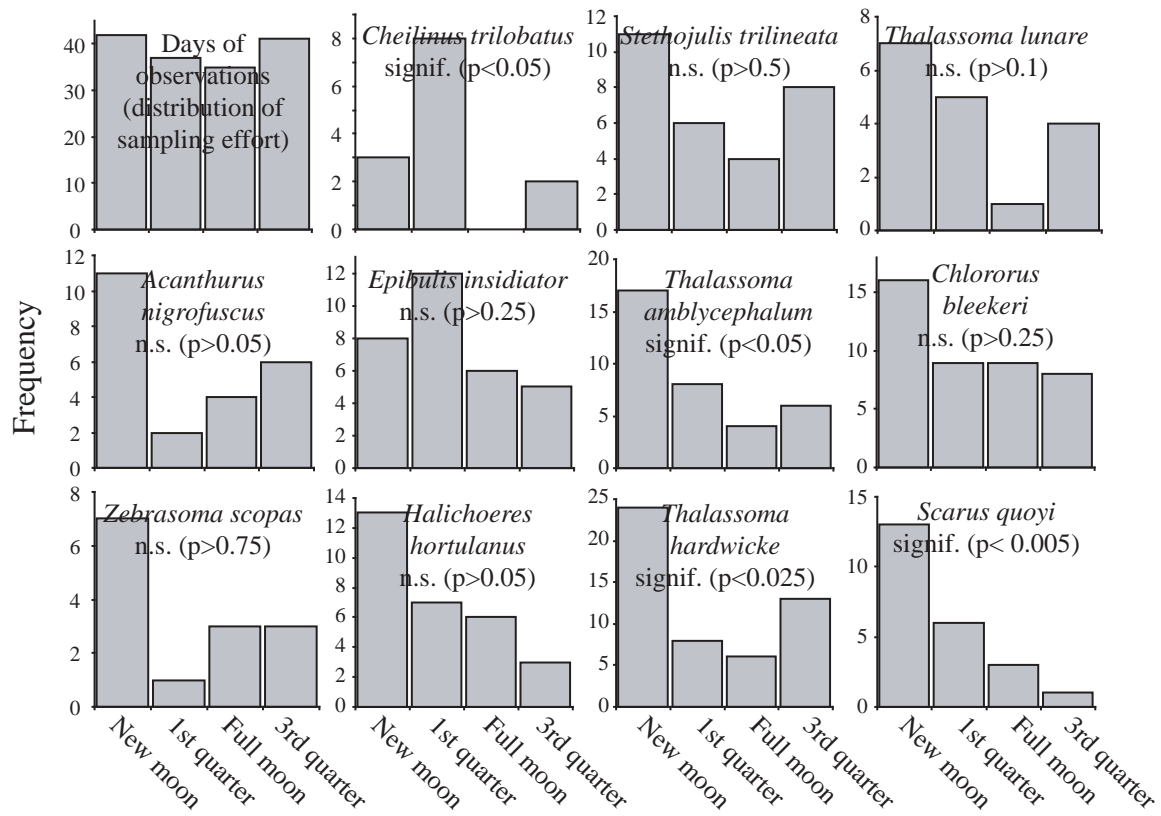 Frequency
40
30
20
10
0
Days of
observations
(distribution of
sampling effort)
8
6
4
2
0
Cheilinus trilobatus
signif. (p<0.05)
12
10
8
6
4
2
0
Stethojulis trilineata
n.s. (p>0.5)
8
6
4
2
0
Thalassoma lunare
n.s. (p>0.1)
12
10
8
6
4
2
0
Acanthurus
nigrofuscus
n.s. (p>0.05)
12
10
8
6
4
2
0
Epibulis insidiator
n.s. (p>0.25)
20
15
10
5
0
Thalassoma
amblycephalum
signif. (p<0.05)
15
10
5
0
Chlororus
bleekeri
n.s. (p>0.25)
8
6
4
2
0
Zebrasoma scopas
n.s. (p>0.75)
14
12
10
8
6
4
2
0
Halichoeres
hortulanus
n.s. (p>0.05)
25
20
15
10
5
0
Thalassoma
hardwicke
signif. (p<0.025)
15
10
5
0
Scarus quoyi
signif. (p< 0.005)
New moon
1st quarter
Full moon
3rd quarter
New moon
1st quarter
Full moon
3rd quarter
New moon
1st quarter
Full moon
3rd quarter
New moon
1st quarter
Full moon
3rd quarter